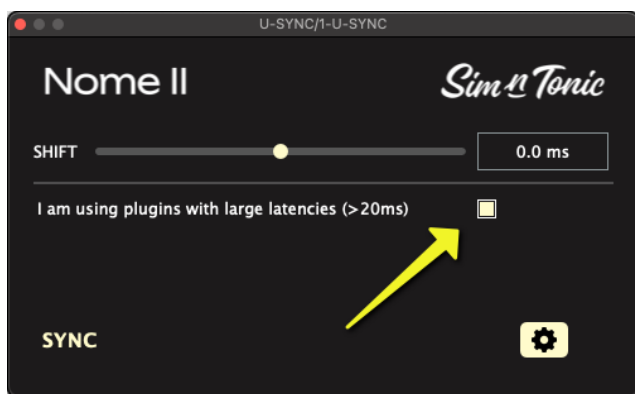 U-SYNC/1-U-SYNC
Nome II
Sim n Tonic
SHIFT
0.0 ms
I am using plugins with large latencies (>20ms)
SYNC